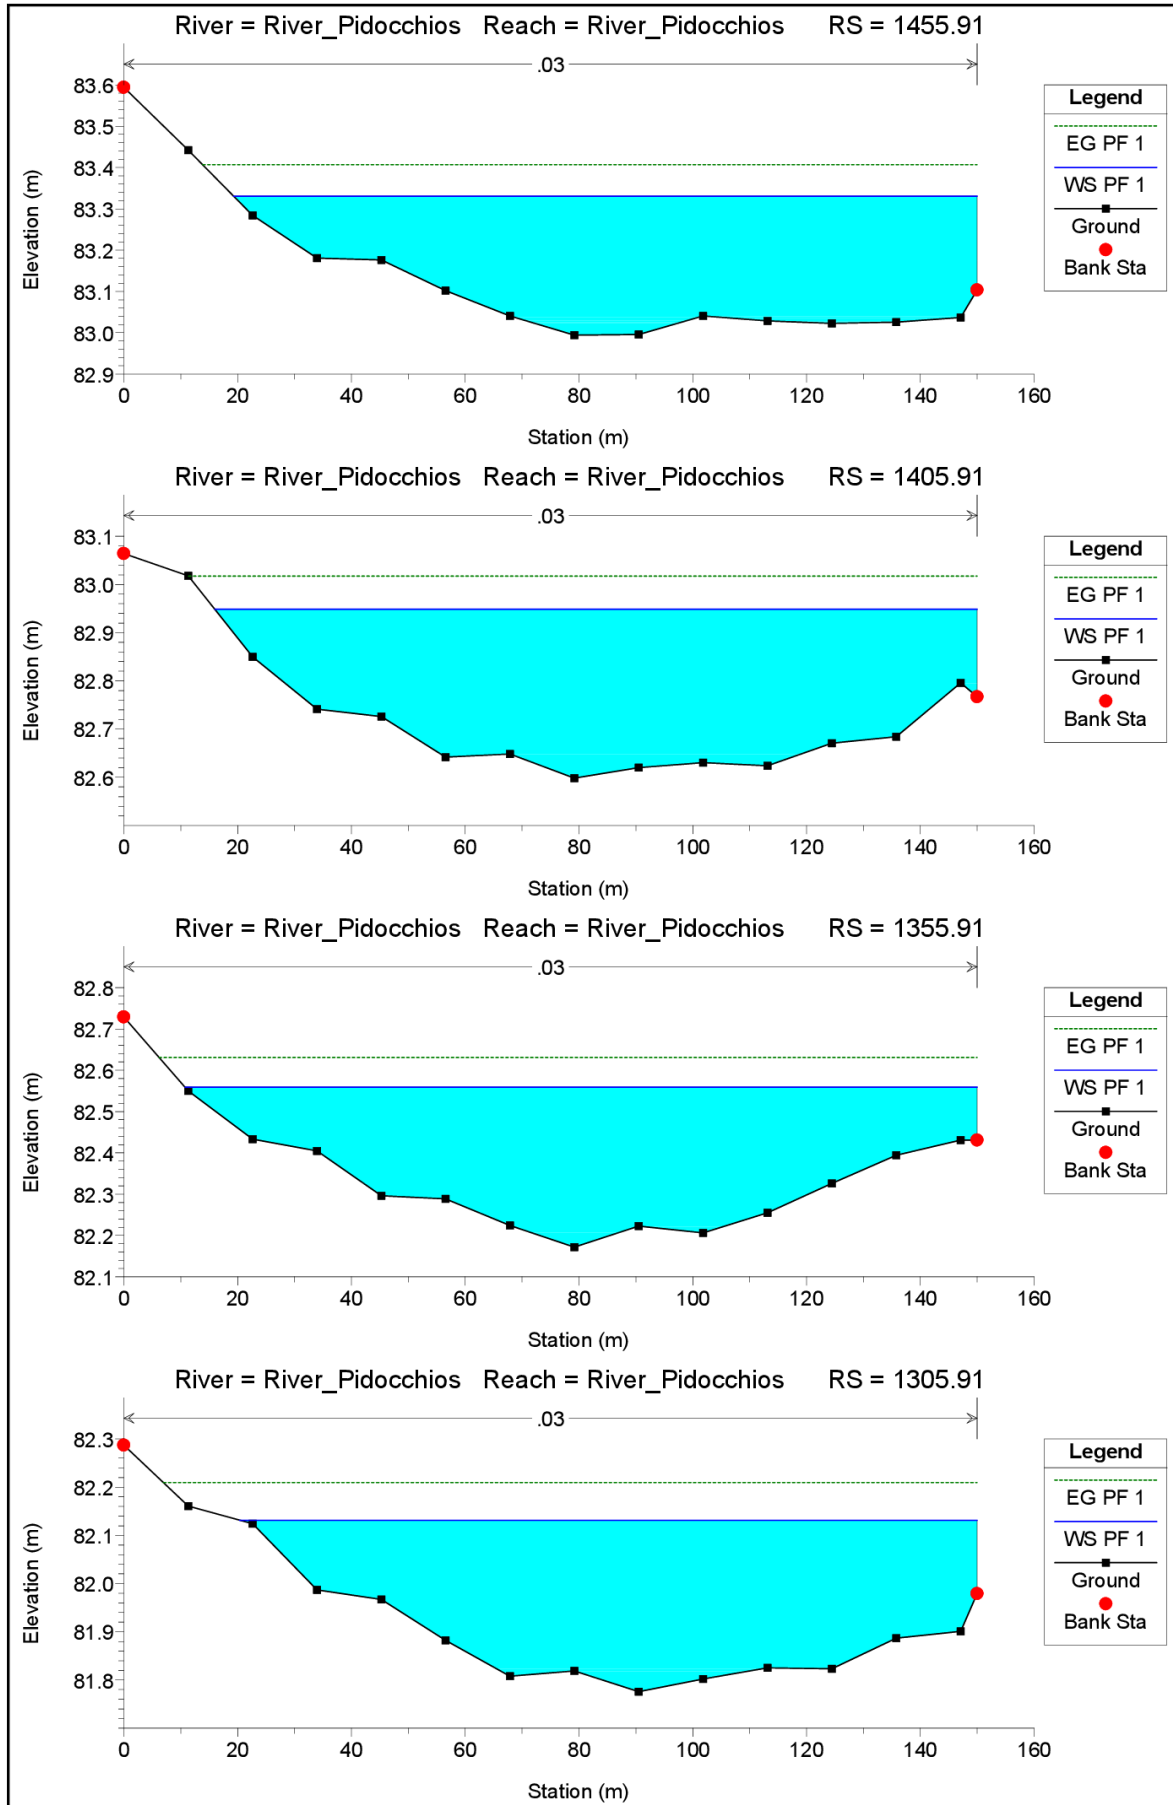 River = River_Pidocchios Reach = River_Pidocchios RS = 1455.91
.03
83.6
83.5
83.4
83.3
83.2
83.1
83.0
82.9
Elevation (m)
0 20 40 60 80 100 120 140 160
Station (m)
Legend
EG PF 1
WS PF 1
Ground
Bank Sta
River = River_Pidocchios Reach = River_Pidocchios RS = 1405.91
.03
83.1
83.0
82.9
82.8
82.7
82.6
Elevation (m)
0 20 40 60 80 100 120 140 160
Station (m)
Legend
EG PF 1
WS PF 1
Ground
Bank Sta
River = River_Pidocchios Reach = River_Pidocchios RS = 1355.91
.03
82.8
82.7
82.6
82.5
82.4
82.3
82.2
82.1
Elevation (m)
0 20 40 60 80 100 120 140 160
Station (m)
Legend
EG PF 1
WS PF 1
Ground
Bank Sta
River = River_Pidocchios Reach = River_Pidocchios RS = 1305.91
.03
82.3
82.2
82.1
82.0
81.9
81.8
Elevation (m)
0 20 40 60 80 100 120 140 160
Station (m)
Legend
EG PF 1
WS PF 1
Ground
Bank Sta